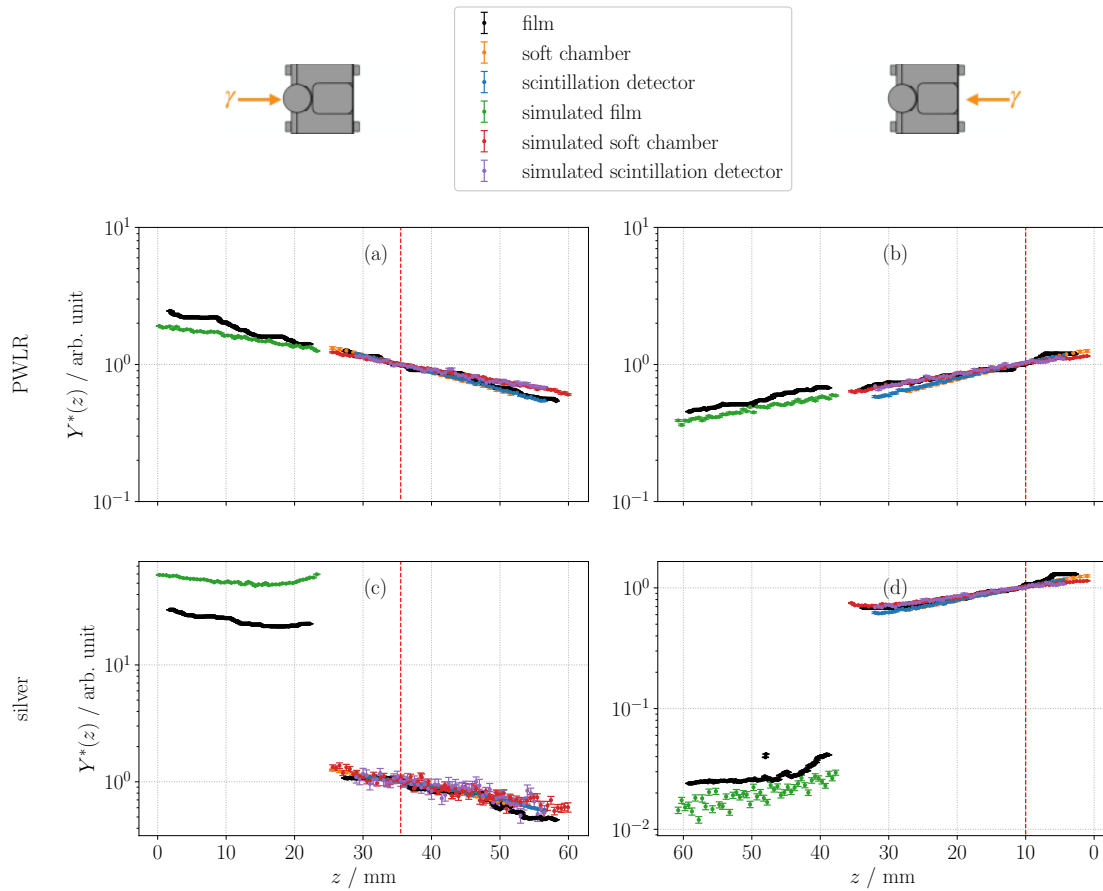 film
soft chamber
scintillation detector
simulated film
simulated soft chamber
simulated scintillation detector
γ
γ
PWLR
Y*(z) / arb. unit
10¹
10⁰
10⁻¹
(a)
10¹
10⁰
10⁻¹
(b)
silver
Y*(z) / arb. unit
10¹
10⁰
(c)
10⁰
10⁻¹
10⁻²
(d)
0 10 20 30 40 50 60
z / mm
60 50 40 30 20 10 0
z / mm